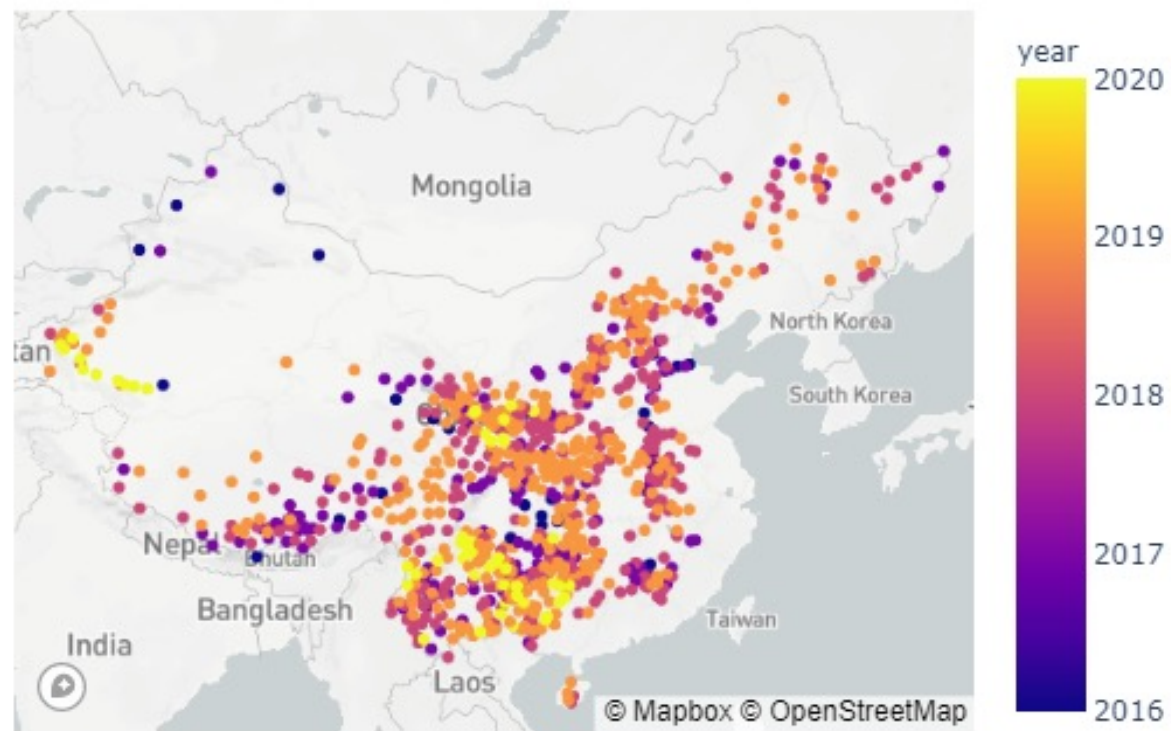 year
2020
2019
2018
2017
2016
Mongolia
North Korea
South Korea
tan
Nepal
Bhutan
Bangladesh
Taiwan
India
Laos
© Mapbox © OpenStreetMap